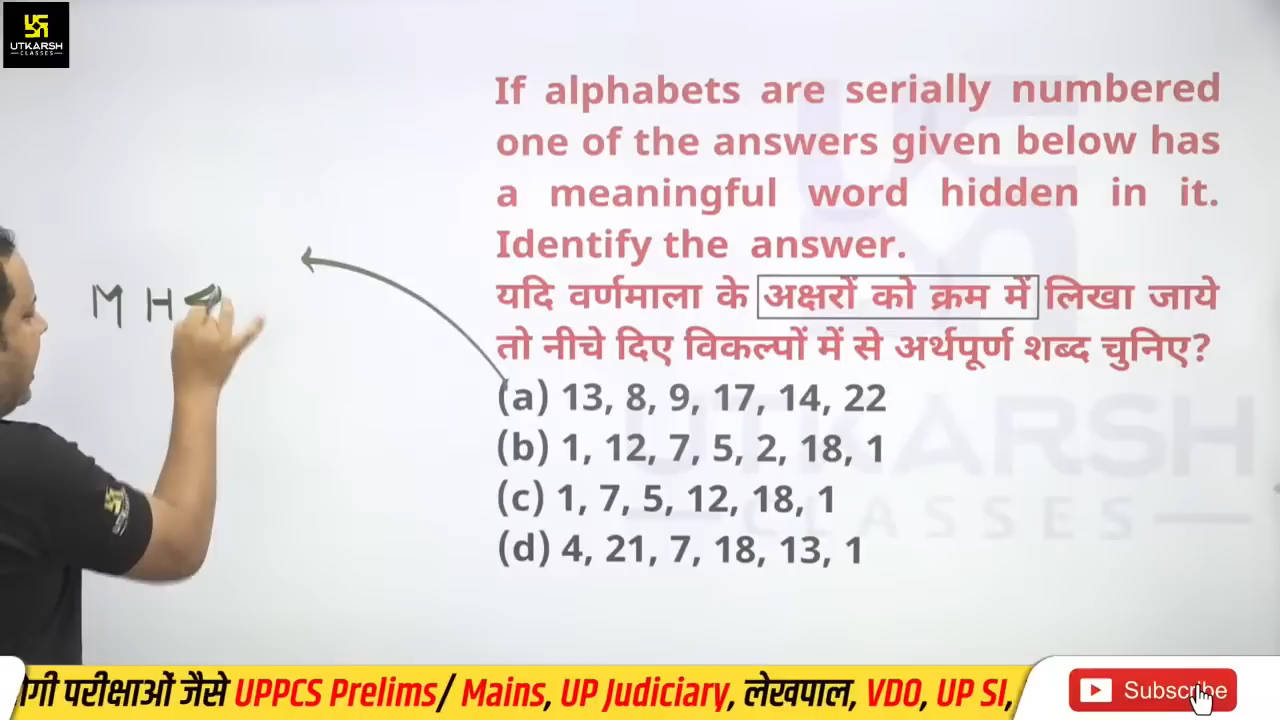 UTKARSH
CLASSES
If alphabets are serially numbered
one of the answers given below has
a meaningful word hidden in it.
Identify the answer.
यदि वर्णमाला के अक्षरों को क्रम में लिखा जाये
तो नीचे दिए विकल्पों में से अर्थपूर्ण शब्द चुनिए?
M H
(a) 13, 8, 9, 17, 14, 22
(b) 1, 12, 7, 5, 2, 18, 1
(c) 1, 7, 5, 12, 18, 1
(d) 4, 21, 7, 18, 13, 1
UTKARSH
CLASSES
गी परीक्षाओं जैसे UPPCS Prelims/ Mains, UP Judiciary, लेखपाल, VDO, UP SI,
Subscribe